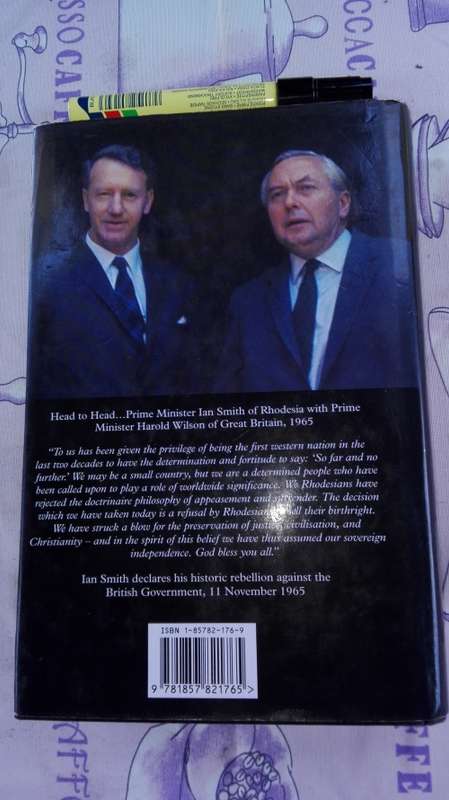 Head to Head...Prime Minister Ian Smith of Rhodesia with Prime
Minister Harold Wilson of Great Britain, 1965
"To us has been given the privilege of being the first western nation in the
last two decades to have the determination and fortitude to say: 'So far and no
further.' We may be a small country, but we are a determined people who have
been called upon to play a role of worldwide significance. We Rhodesians have
rejected the doctrinaire philosophy of appeasement and surrender. The decision
which we have taken today is a refusal by Rhodesians to sell their birthright.
We have struck a blow for the preservation of justice, civilisation, and
Christianity – and in the spirit of this belief we have thus assumed our sovereign
independence. God bless you all."
Ian Smith declares his historic rebellion against the
British Government, 11 November 1965
ISBN 1-85782-176-9
9 781857 821765 >